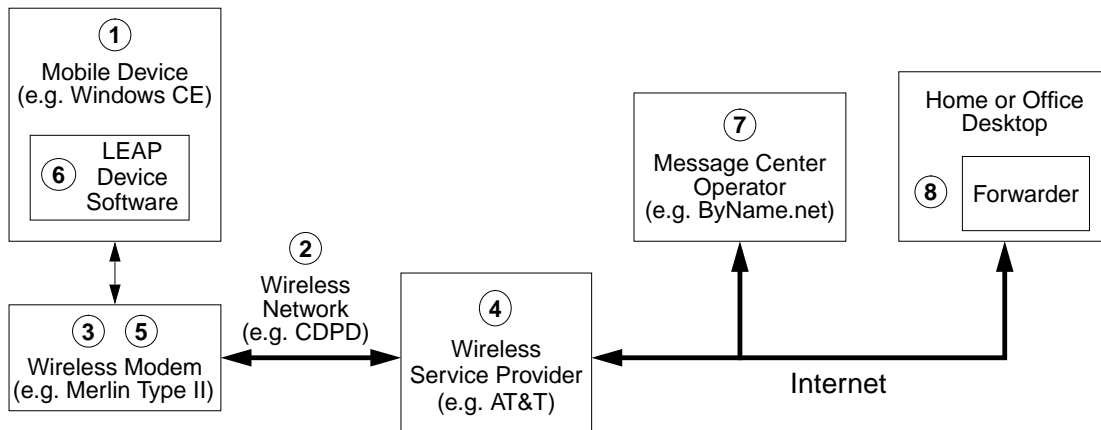 1
Mobile Device
(e.g. Windows CE)
6
LEAP
Device
Software
2
Wireless
Network
(e.g. CDPD)
3 5
Wireless Modem
(e.g. Merlin Type II)
4
Wireless
Service Provider
(e.g. AT&T)
7
Message Center
Operator
(e.g. ByName.net)
Home or Office
Desktop
8
Forwarder
Internet